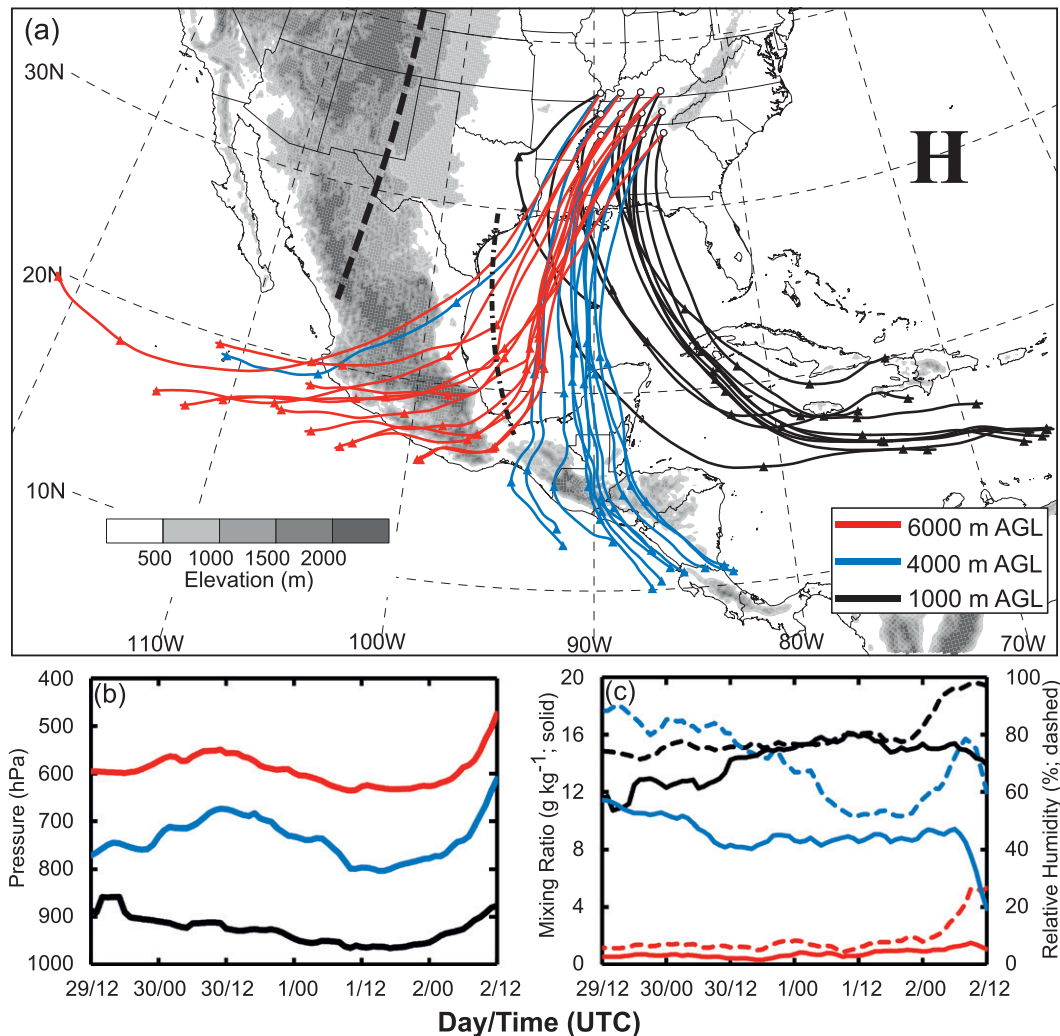 (a)
30N
20N
10N
H
500 1000 1500 2000
Elevation (m)
6000 m AGL
4000 m AGL
1000 m AGL
110W 100W 90W 80W 70W
(b)
400
500
600
700
800
900
1000
Pressure (hPa)
29/12 30/00 30/12 1/00 1/12 2/00 2/12
(c)
20
16
12
8
4
0
Mixing Ratio (g kg⁻¹; solid)
100
80
60
40
20
0
Relative Humidity (%; dashed)
29/12 30/00 30/12 1/00 1/12 2/00 2/12
Day/Time (UTC)